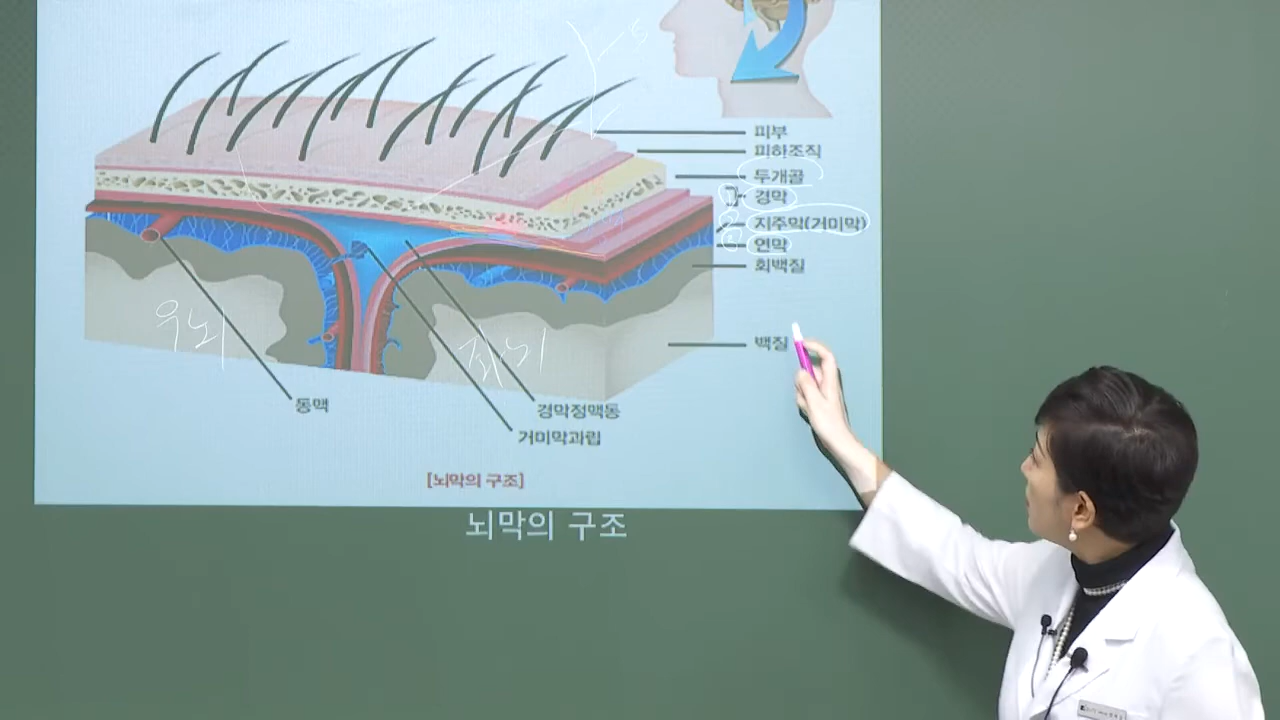 피부
피하조직
두개골
경막
지주막(거미막)
연막
회백질
백질
우뇌
좌뇌
동맥
경막정맥동
거미막과립
[뇌막의 구조]
뇌막의 구조